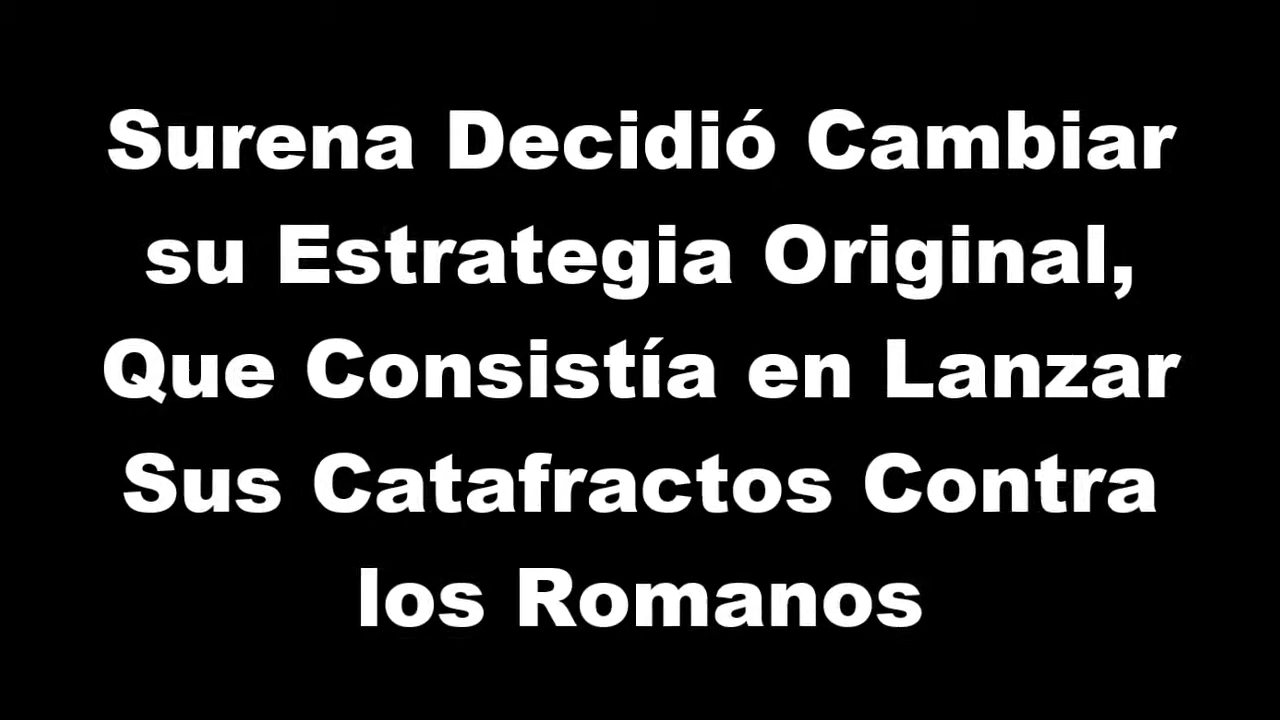 Surena Decidió Cambiar
su Estrategia Original,
Que Consistía en Lanzar
Sus Catafractos Contra
los Romanos